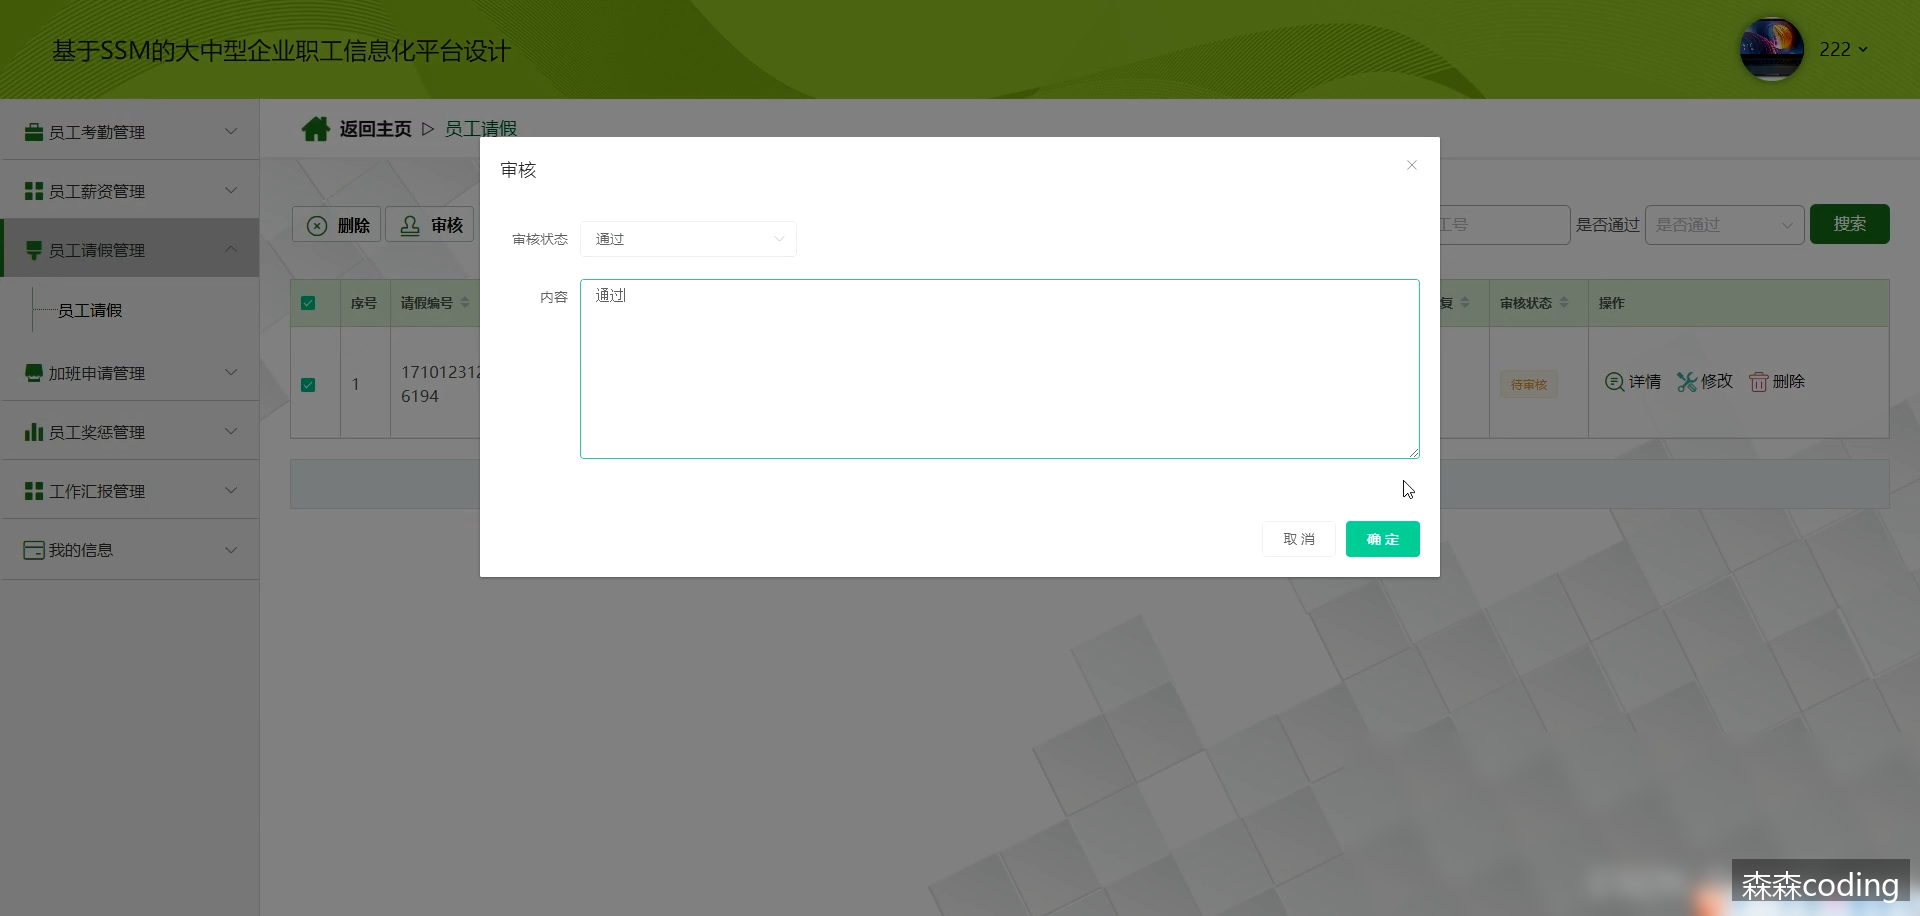 基于SSM的大中型企业职工信息化平台设计
222
员工考勤管理
员工薪资管理
员工请假管理
员工请假
加班申请管理
员工奖惩管理
工作汇报管理
我的信息
返回主页 ▷ 员工请假
删除 审核
工号 是否通过 是否通过 搜索
序号 请假编号 复 审核状态 操作
1 171012312
6194
待审核 详情 修改 删除
审核
审核状态 通过
内容 通过
取 消 确 定
森森coding